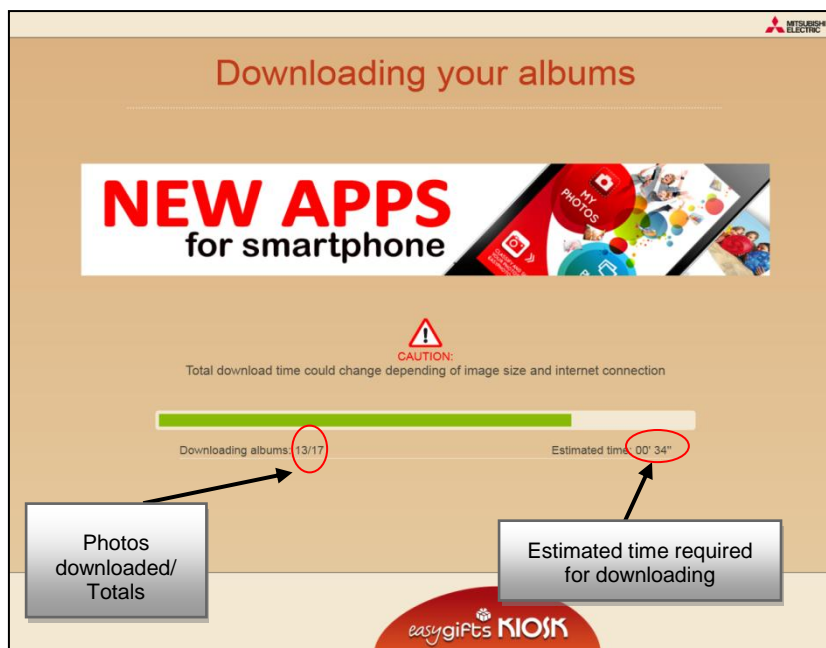 MITSUBISHI
ELECTRIC
Downloading your albums
NEW APPS
for smartphone
MY
PHOTOS
CAUTION:
Total download time could change depending of image size and internet connection
Downloading albums: 13/17
Estimated time: 00' 34"
Photos
downloaded/
Totals
Estimated time required
for downloading
easygifts KIOSK